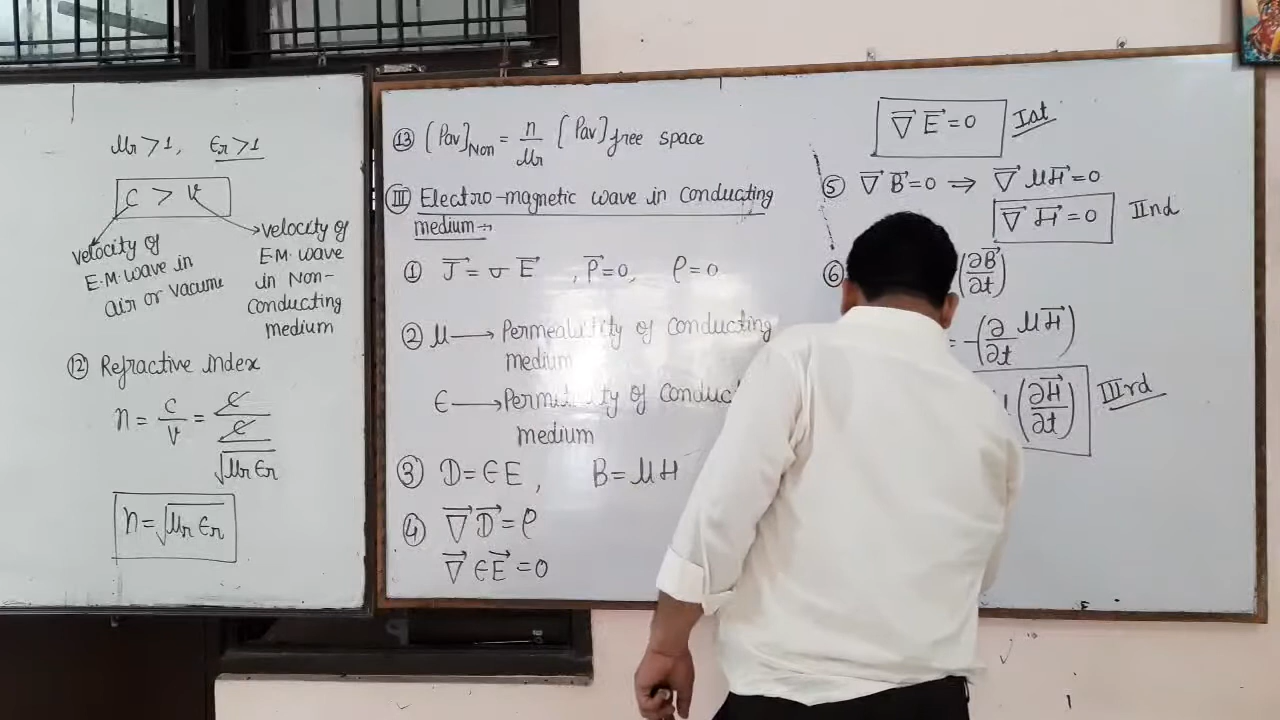 μr >1, εr >1
C > v
velocity of
E.M. wave in
air or vacume
velocity of
E.M. wave
in Non-
conducting
medium
⑫ Refractive index
n = c/v = c/(c/√μr εr)
n = √μr εr
⑬ [Pav]Non = n/μr [Pav]free space
Ⅲ Electro-magnetic wave in conducting
medium→
① J⃗ = σ E⃗ , P⃗=0, ρ=0
② μ → Permeability of conducting
medium
ϵ → Permittivity of
medium
③ D=ϵE, B=μH
④ ∇⃗ D⃗ = ρ
∇⃗ ϵE⃗ = 0
∇⃗ E⃗ = 0 Ist
⑤ ∇⃗ B⃗=0 ⇒ ∇⃗ μH⃗=0
∇⃗ H⃗ = 0 IInd
⑥ (∂B⃗/∂t)
= -(∂/∂t μH⃗)
(∂H⃗/∂t) IIIrd